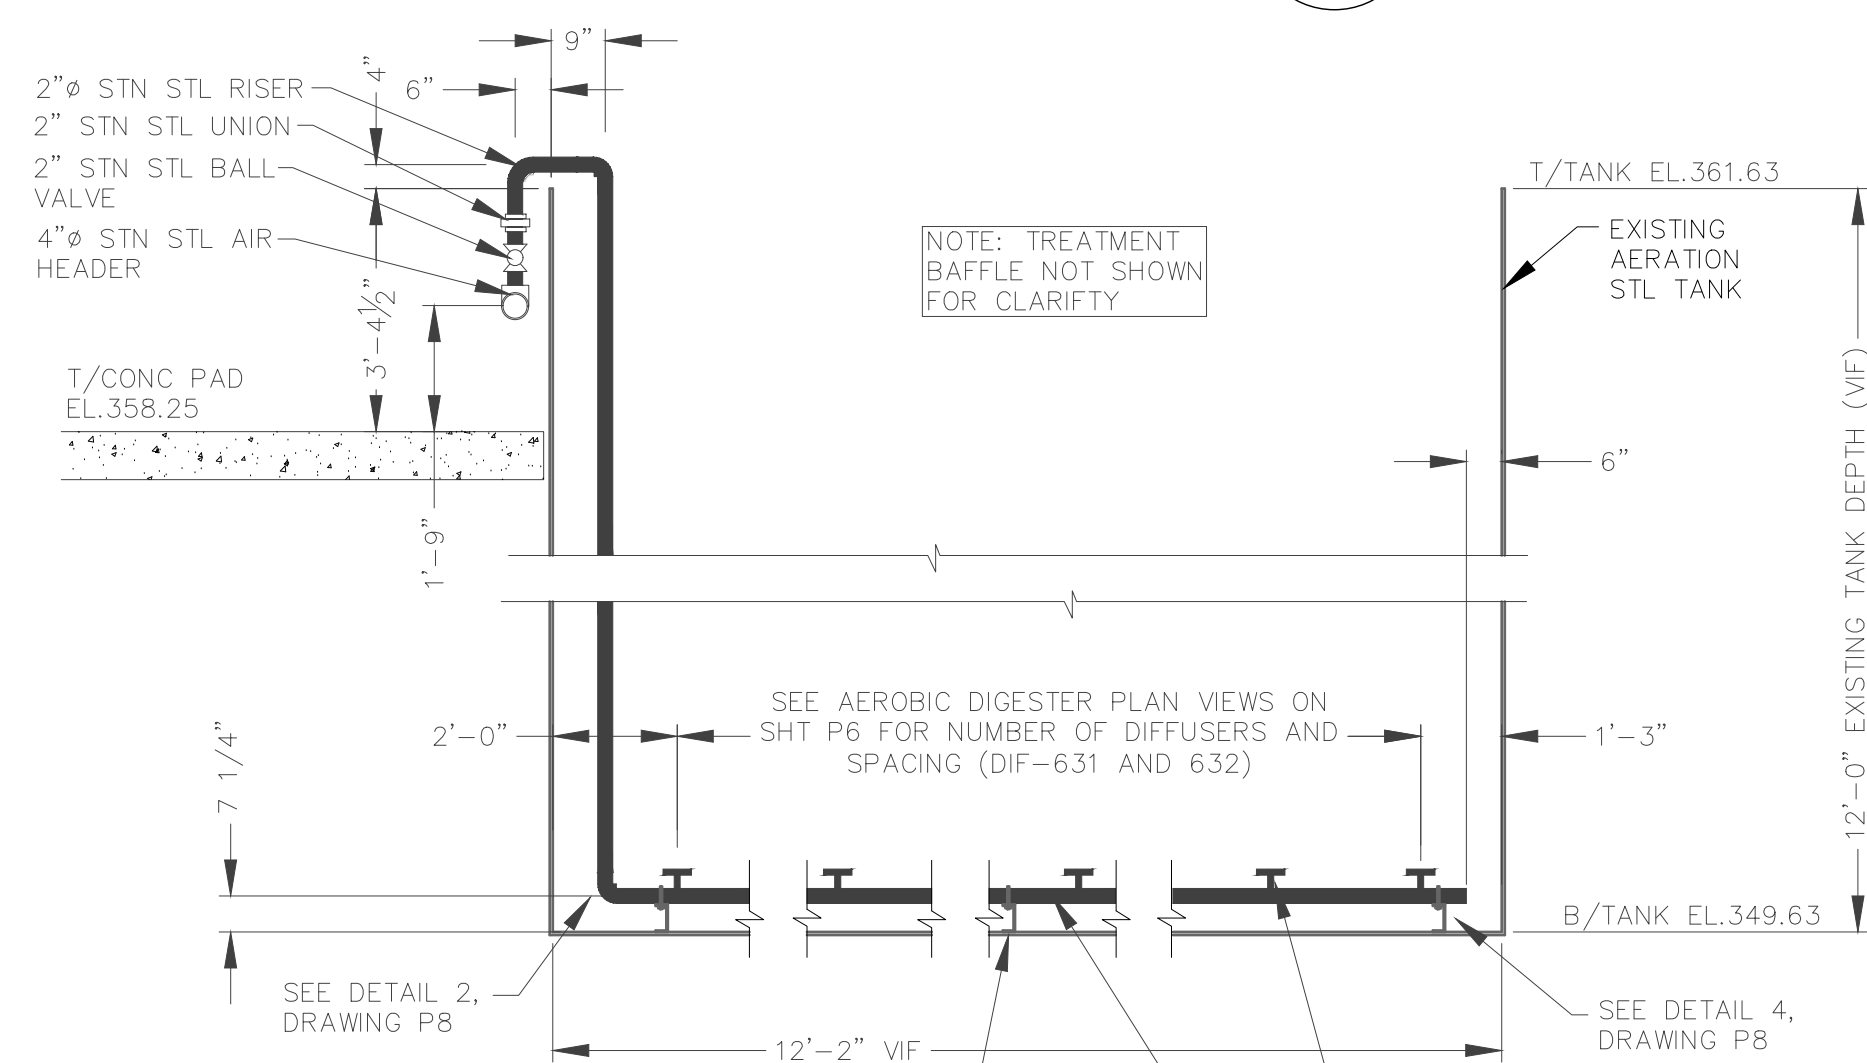 9"
4"
6"
2"ø STN STL RISER
2" STN STL UNION
2" STN STL BALL
VALVE
4"ø STN STL AIR
HEADER
3'-4½"
T/CONC PAD
EL.358.25
1'-9"
NOTE: TREATMENT
BAFFLE NOT SHOWN
FOR CLARIFTY
T/TANK EL.361.63
EXISTING
AERATION
STL TANK
6"
12'-0" EXISTING TANK DEPTH (VIF)
SEE AEROBIC DIGESTER PLAN VIEWS ON
SHT P6 FOR NUMBER OF DIFFUSERS AND
SPACING (DIF-631 AND 632)
2'-0"
1'-3"
7 1/4"
B/TANK EL.349.63
SEE DETAIL 2,
DRAWING P8
SEE DETAIL 4,
DRAWING P8
12'-2" VIF